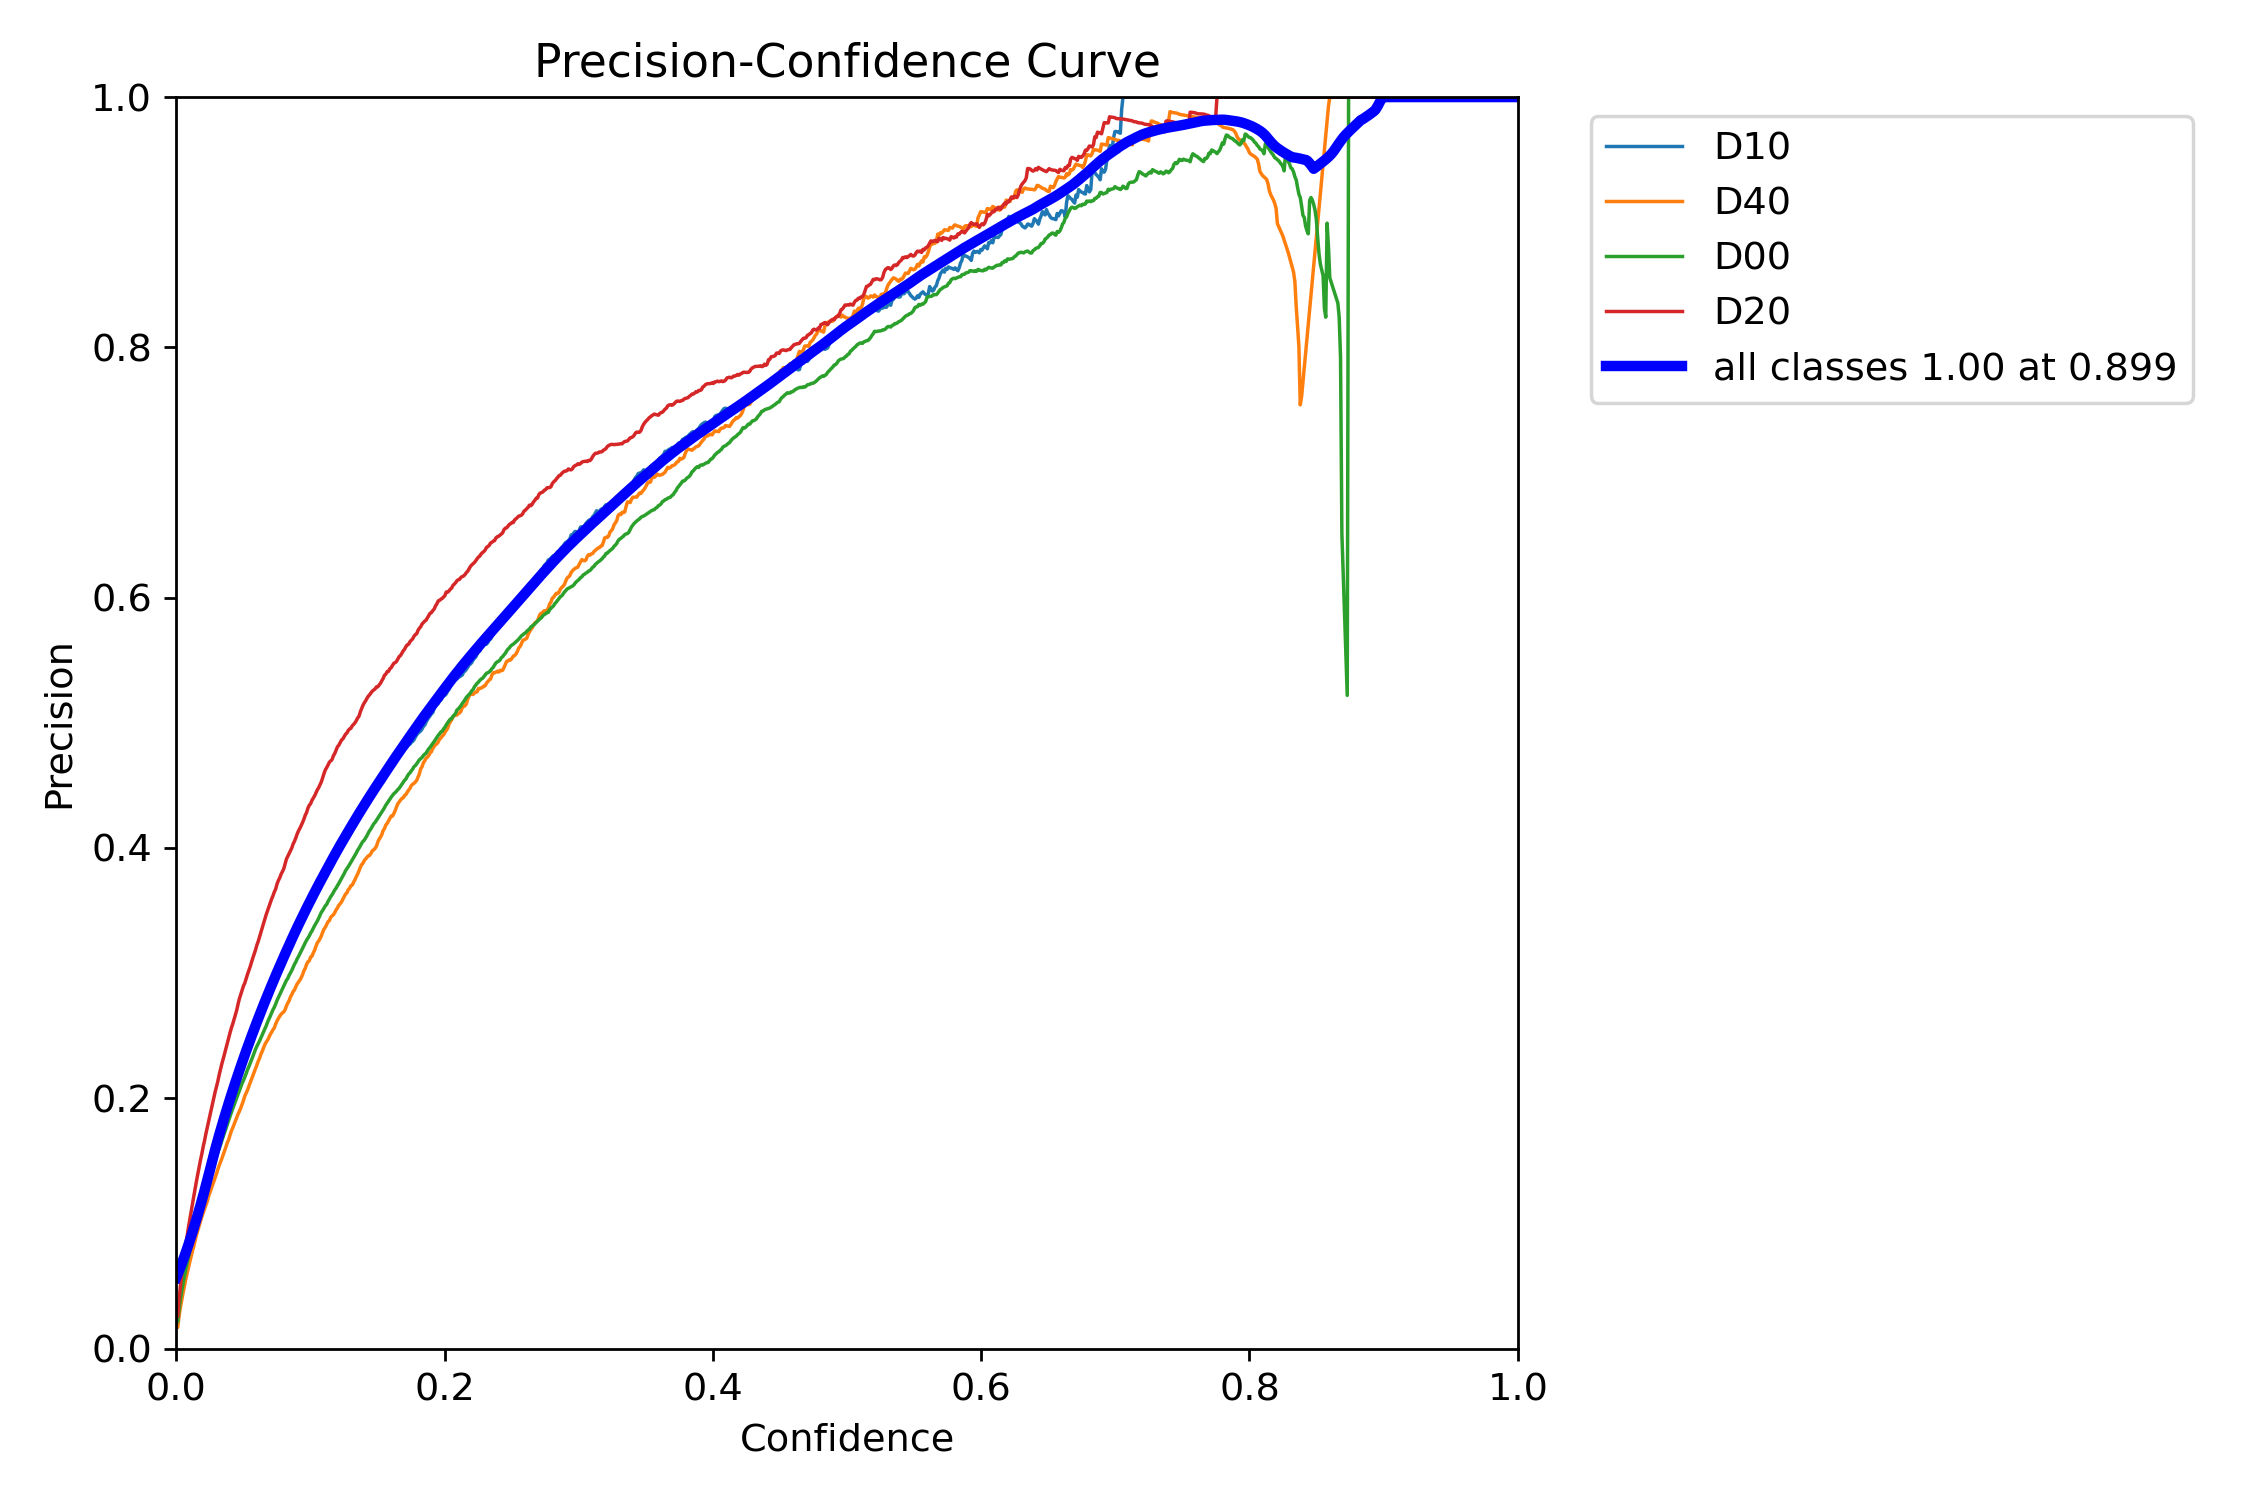 Precision-Confidence Curve
1.0
0.8
0.6
0.4
0.2
0.0
Precision
0.0 0.2 0.4 0.6 0.8 1.0
Confidence
D10
D40
D00
D20
all classes 1.00 at 0.899